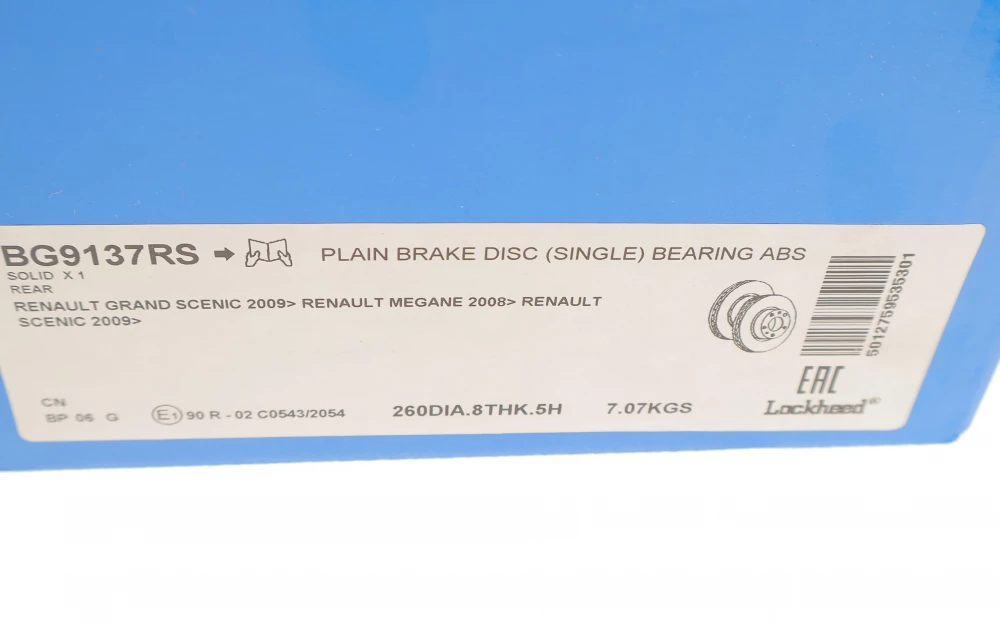 BG9137RS
PLAIN BRAKE DISC (SINGLE) BEARING ABS
SOLID X 1
REAR
RENAULT GRAND SCENIC 2009> RENAULT MEGANE 2008> RENAULT
SCENIC 2009>
5012759535301
EAC
Lockheed®
CN
BP 06 G
E1 90 R - 02 C0543/2054
260DIA.8THK.5H
7.07KGS